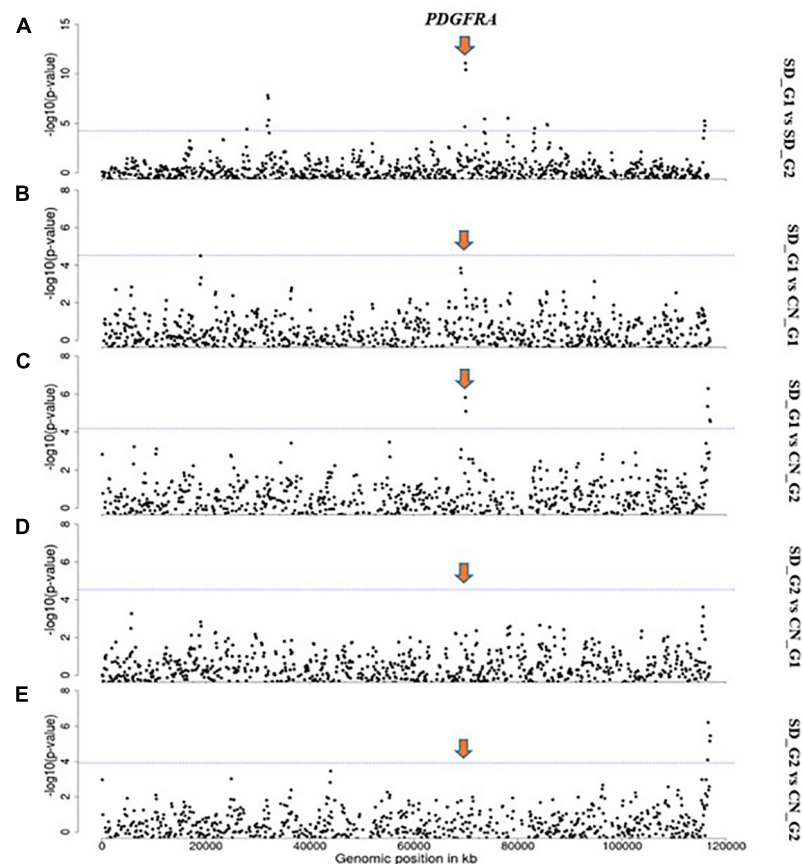 PDGFRA
A
15
10
5
0
-log10(p-value)
SD_G1 vs SD_G2
B
8
6
4
2
0
-log10(p-value)
SD_G1 vs CN_G1
C
8
6
4
2
0
-log10(p-value)
SD_G1 vs CN_G2
D
8
6
4
2
0
-log10(p-value)
SD_G2 vs CN_G1
E
8
6
4
2
0
-log10(p-value)
SD_G2 vs CN_G2
0 20000 40000 60000 80000 100000 120000
Genomic position in kb